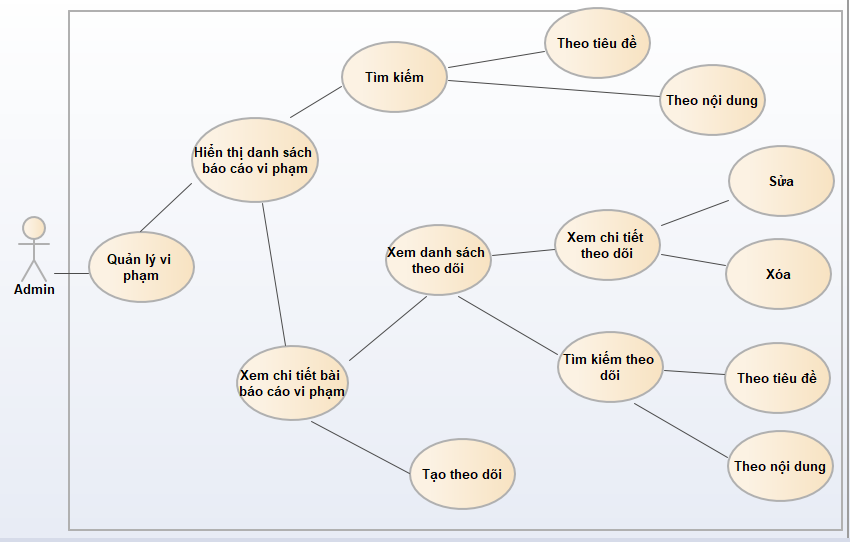 Theo tiêu đề
Tìm kiếm
Theo nội dung
Hiển thị danh sách
báo cáo vi phạm
Sửa
Xem chi tiết
theo dõi
Xem danh sách
theo dõi
Quản lý vi
phạm
Xóa
Admin
Tìm kiếm theo
dõi
Xem chi tiết bài
báo cáo vi phạm
Theo tiêu đề
Theo nội dung
Tạo theo dõi